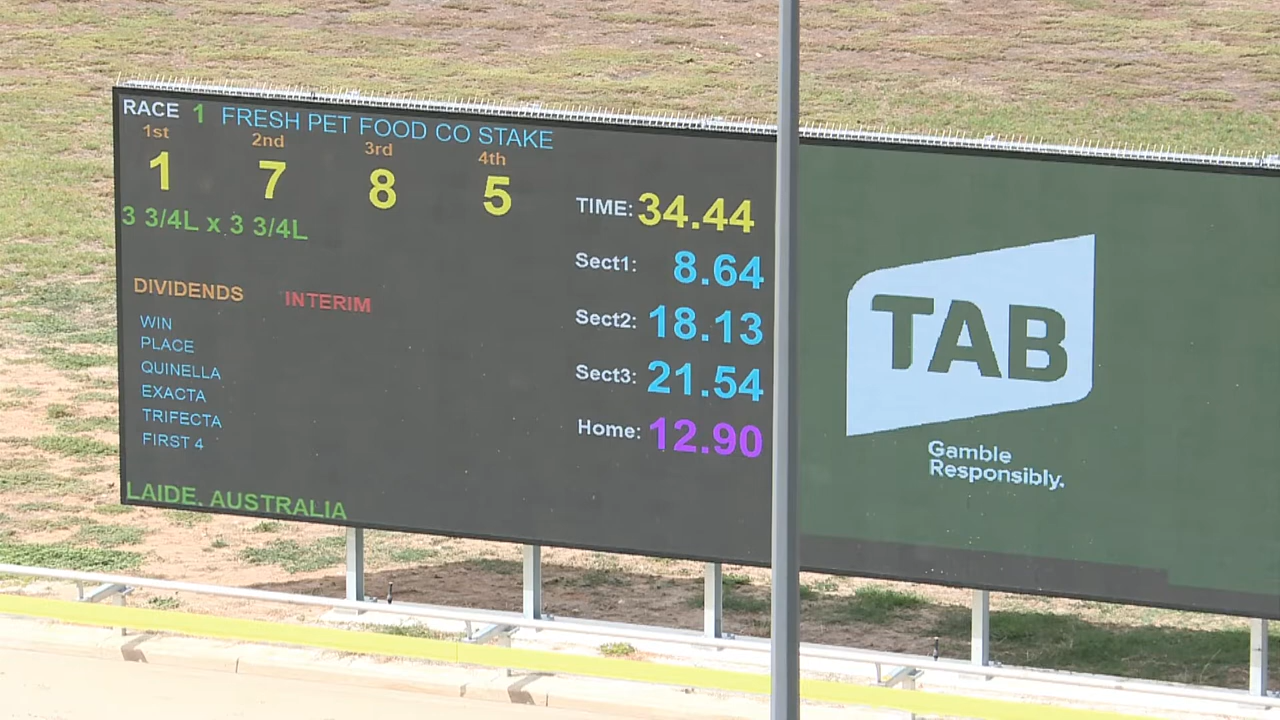 RACE 1 FRESH PET FOOD CO STAKE
1st 2nd 3rd 4th
1 7 8 5
3 3/4L x 3 3/4L
TIME: 34.44
Sect1: 8.64
Sect2: 18.13
Sect3: 21.54
Home: 12.90
DIVIDENDS INTERIM
WIN
PLACE
QUINELLA
EXACTA
TRIFECTA
FIRST 4
LAIDE, AUSTRALIA
TAB
Gamble
Responsibly.